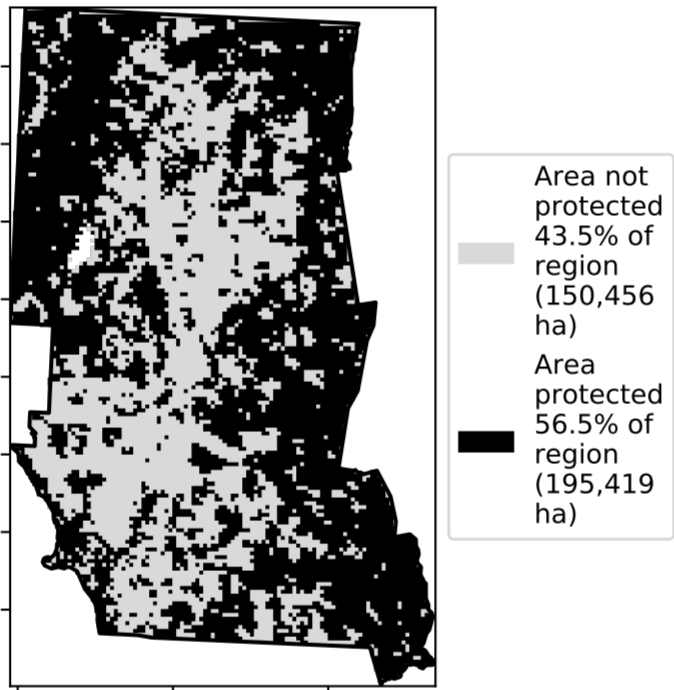 Area not
protected
43.5% of
region
(150,456
ha)
Area
protected
56.5% of
region
(195,419
ha)